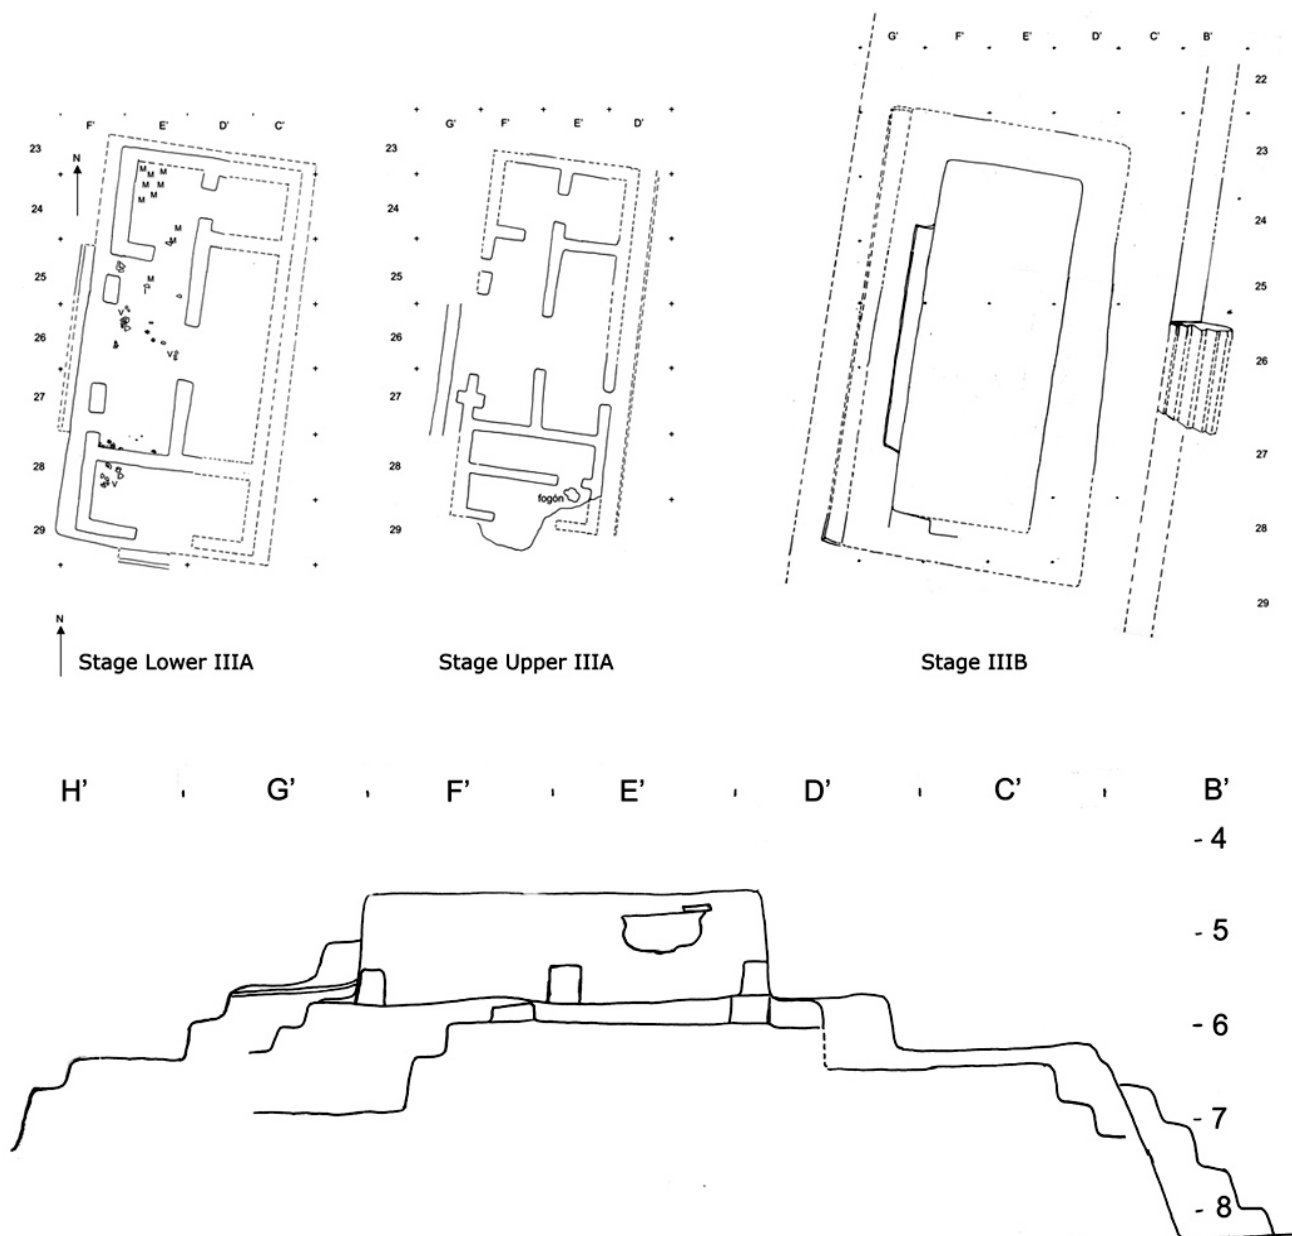 G' F' E' D' C' B'
22
23
24
25
26
27
28
29
F' E' D' C'
23
N
24
25
26
27
28
29
M M M
M M
M M
M
M
M
V
V
V
G' F' E' D'
23
24
25
26
27
28
29
fogón
N
Stage Lower IIIA
Stage Upper IIIA
Stage IIIB
H' G' F' E' D' C' B'
- 4
- 5
- 6
- 7
- 8